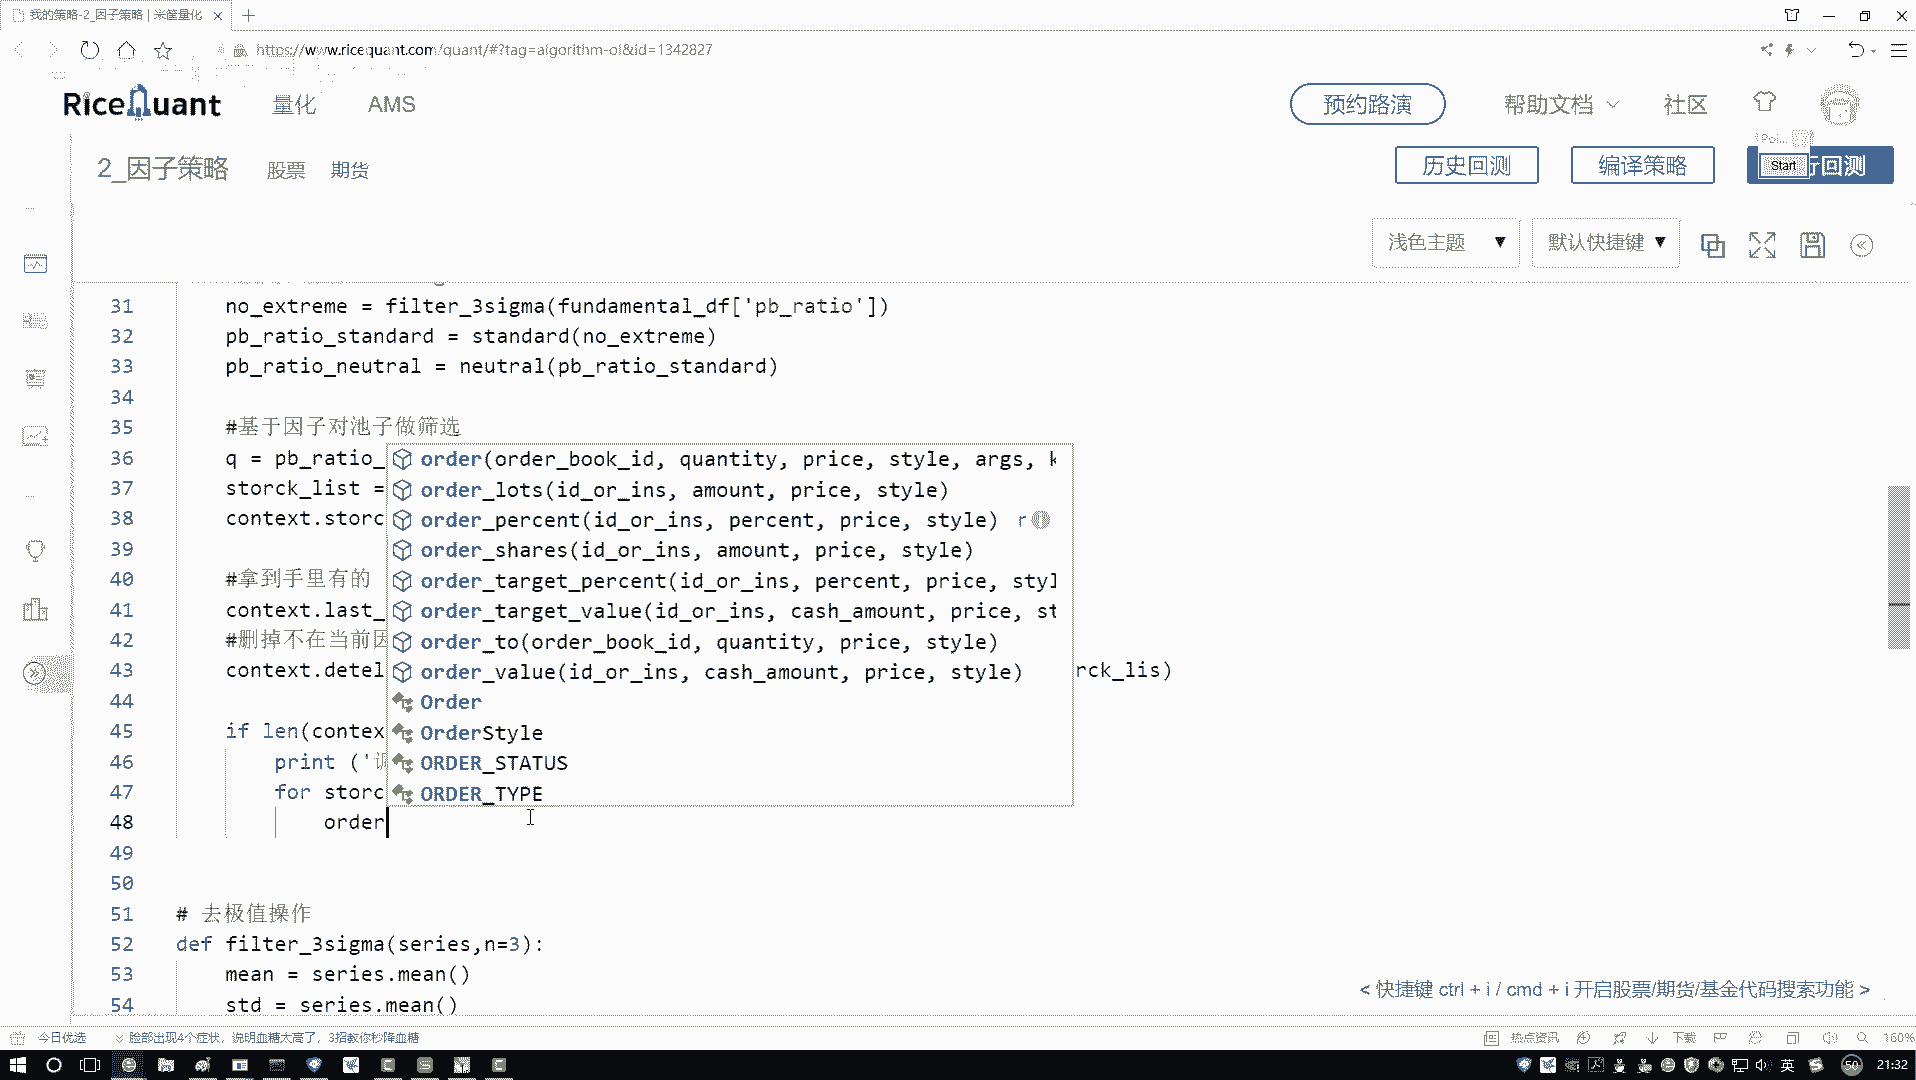 我的策略-2_因子策略 | 米筐量化
https://www.ricequant.com/quant/#?tag=algorithm-ol&id=1342827
RiceQuant 量化 AMS 预约路演 帮助文档 社区
2_因子策略 股票 期货 历史回测 编译策略 Start 行回测
浅色主题 默认快捷键
31 no_extreme = filter_3sigma(fundamental_df['pb_ratio'])
32 pb_ratio_standard = standard(no_extreme)
33 pb_ratio_neutral = neutral(pb_ratio_standard)
34
35 #基于因子对池子做筛选
36 q = pb_ratio_
37 storck_list =
38 context.storc
39
40 #拿到手里有的
41 context.last_
42 #删掉不在当前因
43 context.detel rck_lis)
44
45 if len(contex
46 print ('调
47 for storc
48 order
order(order_book_id, quantity, price, style, args, k
order_lots(id_or_ins, amount, price, style)
order_percent(id_or_ins, percent, price, style) r
order_shares(id_or_ins, amount, price, style)
order_target_percent(id_or_ins, percent, price, styl
order_target_value(id_or_ins, cash_amount, price, st
order_to(order_book_id, quantity, price, style)
order_value(id_or_ins, cash_amount, price, style)
Order
OrderStyle
ORDER_STATUS
ORDER_TYPE
49
50
51 # 去极值操作
52 def filter_3sigma(series,n=3):
53 mean = series.mean()
54 std = series.mean()
< 快捷键 ctrl + i / cmd + i 开启股票/期货/基金代码搜索功能 >
今日优选 脸部出现4个症状，说明血糖太高了，3招教你秒降血糖 热点资讯 下载 160%
英 50 21:32